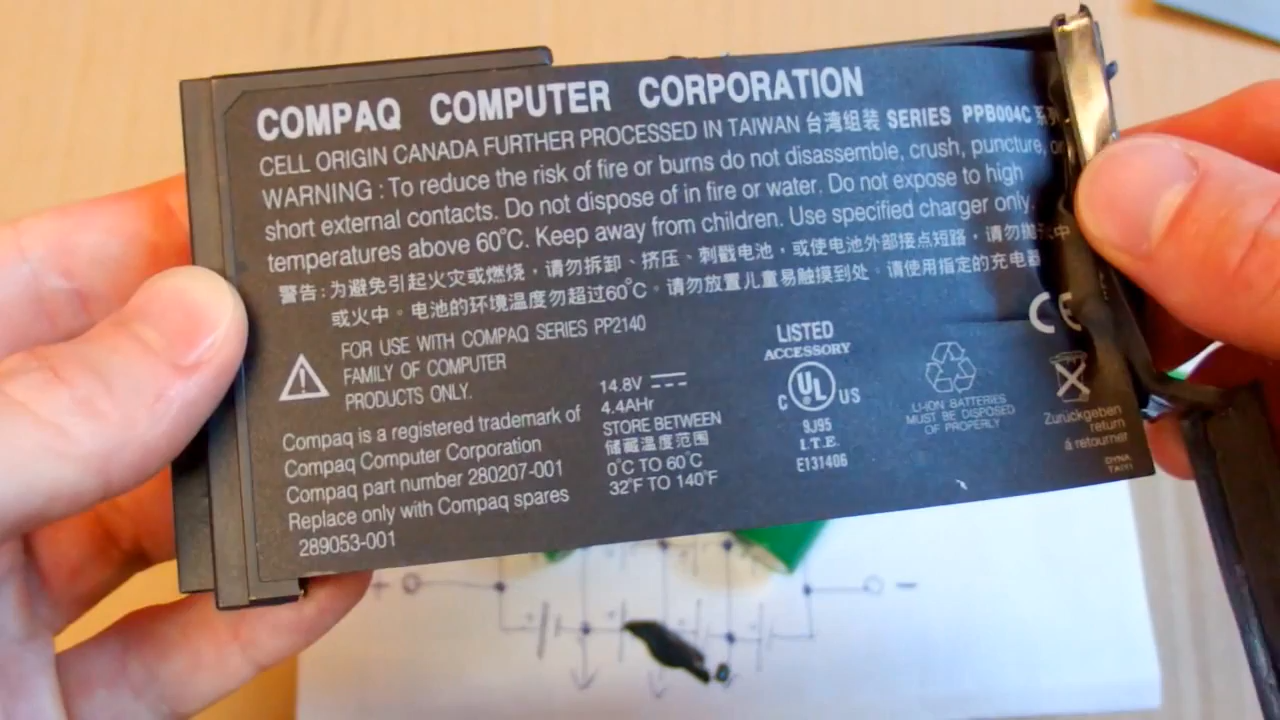 COMPAQ COMPUTER CORPORATION
CELL ORIGIN CANADA FURTHER PROCESSED IN TAIWAN 台湾组装 SERIES PPB004C 系列
WARNING : To reduce the risk of fire or burns do not disassemble, crush, puncture, or
short external contacts. Do not dispose of in fire or water. Do not expose to high
temperatures above 60°C. Keep away from children. Use specified charger only.
警告 : 为避免引起火灾或燃烧，请勿拆卸、挤压、刺戳电池，或使电池外部接点短路，请勿抛于水中
或火中。电池的环境温度勿超过60°C。请勿放置儿童易触摸到处。请使用指定的充电器
FOR USE WITH COMPAQ SERIES PP2140
FAMILY OF COMPUTER
PRODUCTS ONLY.
Compaq is a registered trademark of
Compaq Computer Corporation
Compaq part number 280207-001
Replace only with Compaq spares
289053-001
14.8V
4.4AHr
STORE BETWEEN
储藏温度范围
0°C TO 60°C
32°F TO 140°F
LISTED
ACCESSORY
C UL US
9J95
I.T.E.
E131406
LI-ION BATTERIES
MUST BE DISPOSED
OF PROPERLY
CE
Zurückgeben
return
á retourner
DYNA
TAIY1
+ −